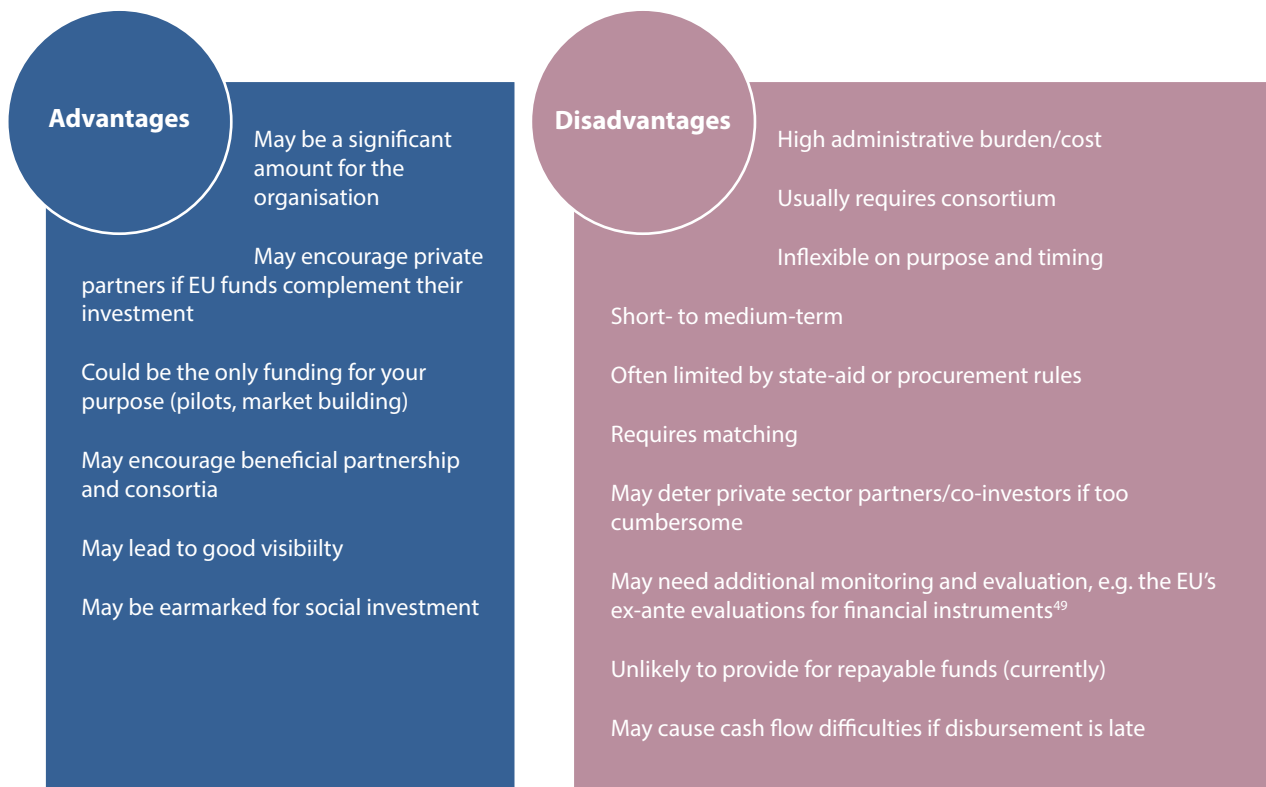 Advantages
May be a significant
amount for the
organisation
May encourage private
partners if EU funds complement their
investment
Could be the only funding for your
purpose (pilots, market building)
May encourage beneficial partnership
and consortia
May lead to good visibiilty
May be earmarked for social investment
Disadvantages
High administrative burden/cost
Usually requires consortium
Inflexible on purpose and timing
Short- to medium-term
Often limited by state-aid or procurement rules
Requires matching
May deter private sector partners/co-investors if too
cumbersome
May need additional monitoring and evaluation, e.g. the EU’s
ex-ante evaluations for financial instruments⁴⁹
Unlikely to provide for repayable funds (currently)
May cause cash flow difficulties if disbursement is late